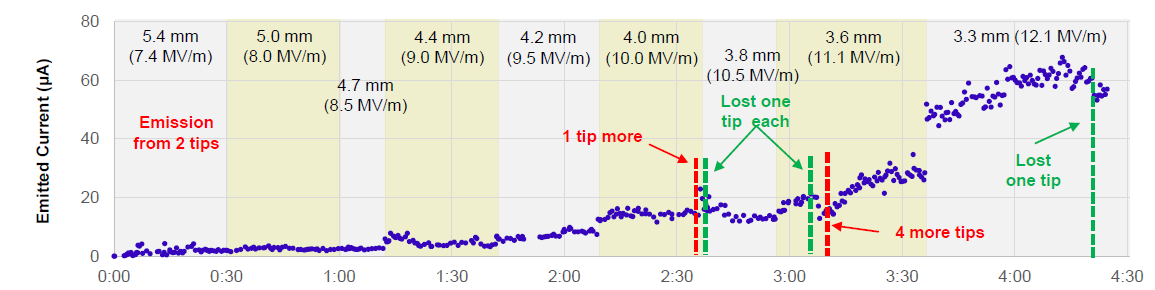 80
60
40
20
0
Emitted Current (µA)
5.4 mm
(7.4 MV/m)
5.0 mm
(8.0 MV/m)
4.7 mm
(8.5 MV/m)
4.4 mm
(9.0 MV/m)
4.2 mm
(9.5 MV/m)
4.0 mm
(10.0 MV/m)
3.8 mm
(10.5 MV/m)
3.6 mm
(11.1 MV/m)
3.3 mm (12.1 MV/m)
Emission
from 2 tips
1 tip more
Lost one
tip each
4 more tips
Lost
one tip
0:00 0:30 1:00 1:30 2:00 2:30 3:00 3:30 4:00 4:30